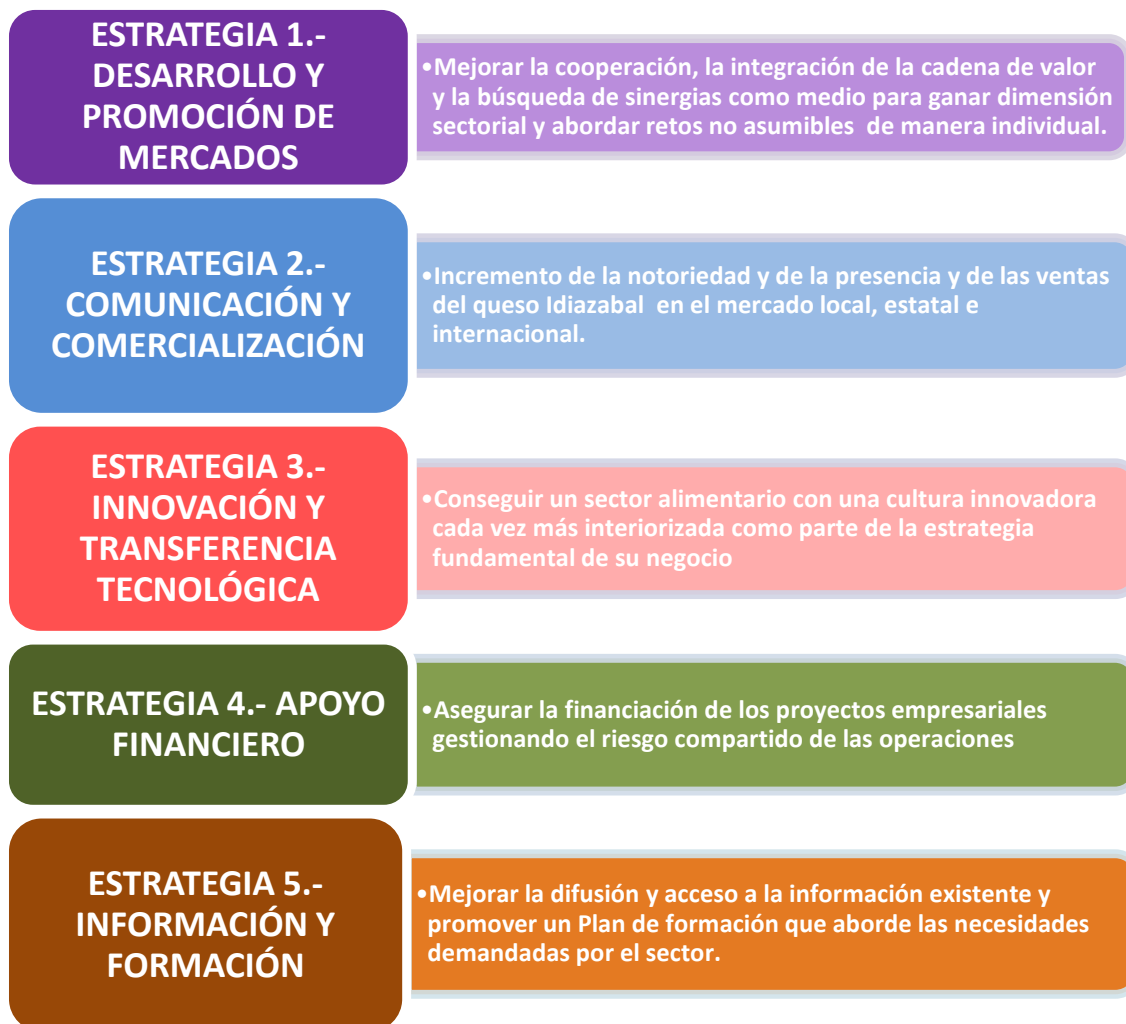 ESTRATEGIA 1.-
DESARROLLO Y
PROMOCIÓN DE
MERCADOS
•Mejorar la cooperación, la integración de la cadena de valor
y la búsqueda de sinergias como medio para ganar dimensión
sectorial y abordar retos no asumibles de manera individual.
ESTRATEGIA 2.-
COMUNICACIÓN Y
COMERCIALIZACIÓN
•Incremento de la notoriedad y de la presencia y de las ventas
del queso Idiazabal en el mercado local, estatal e
internacional.
ESTRATEGIA 3.-
INNOVACIÓN Y
TRANSFERENCIA
TECNOLÓGICA
•Conseguir un sector alimentario con una cultura innovadora
cada vez más interiorizada como parte de la estrategia
fundamental de su negocio
ESTRATEGIA 4.- APOYO
FINANCIERO
•Asegurar la financiación de los proyectos empresariales
gestionando el riesgo compartido de las operaciones
ESTRATEGIA 5.-
INFORMACIÓN Y
FORMACIÓN
•Mejorar la difusión y acceso a la información existente y
promover un Plan de formación que aborde las necesidades
demandadas por el sector.